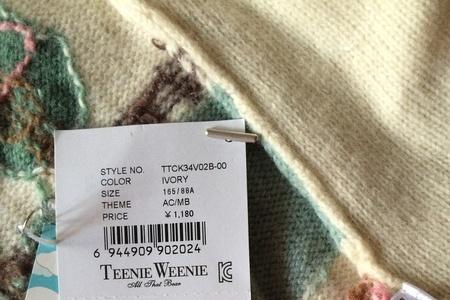 STYLE NO. TTCK34V02B-00
COLOR IVORY
SIZE 165/88A
THEME AC/MB
PRICE ¥ 1,180
6 944909 902024
TEENIE WEENIE
All That Bear